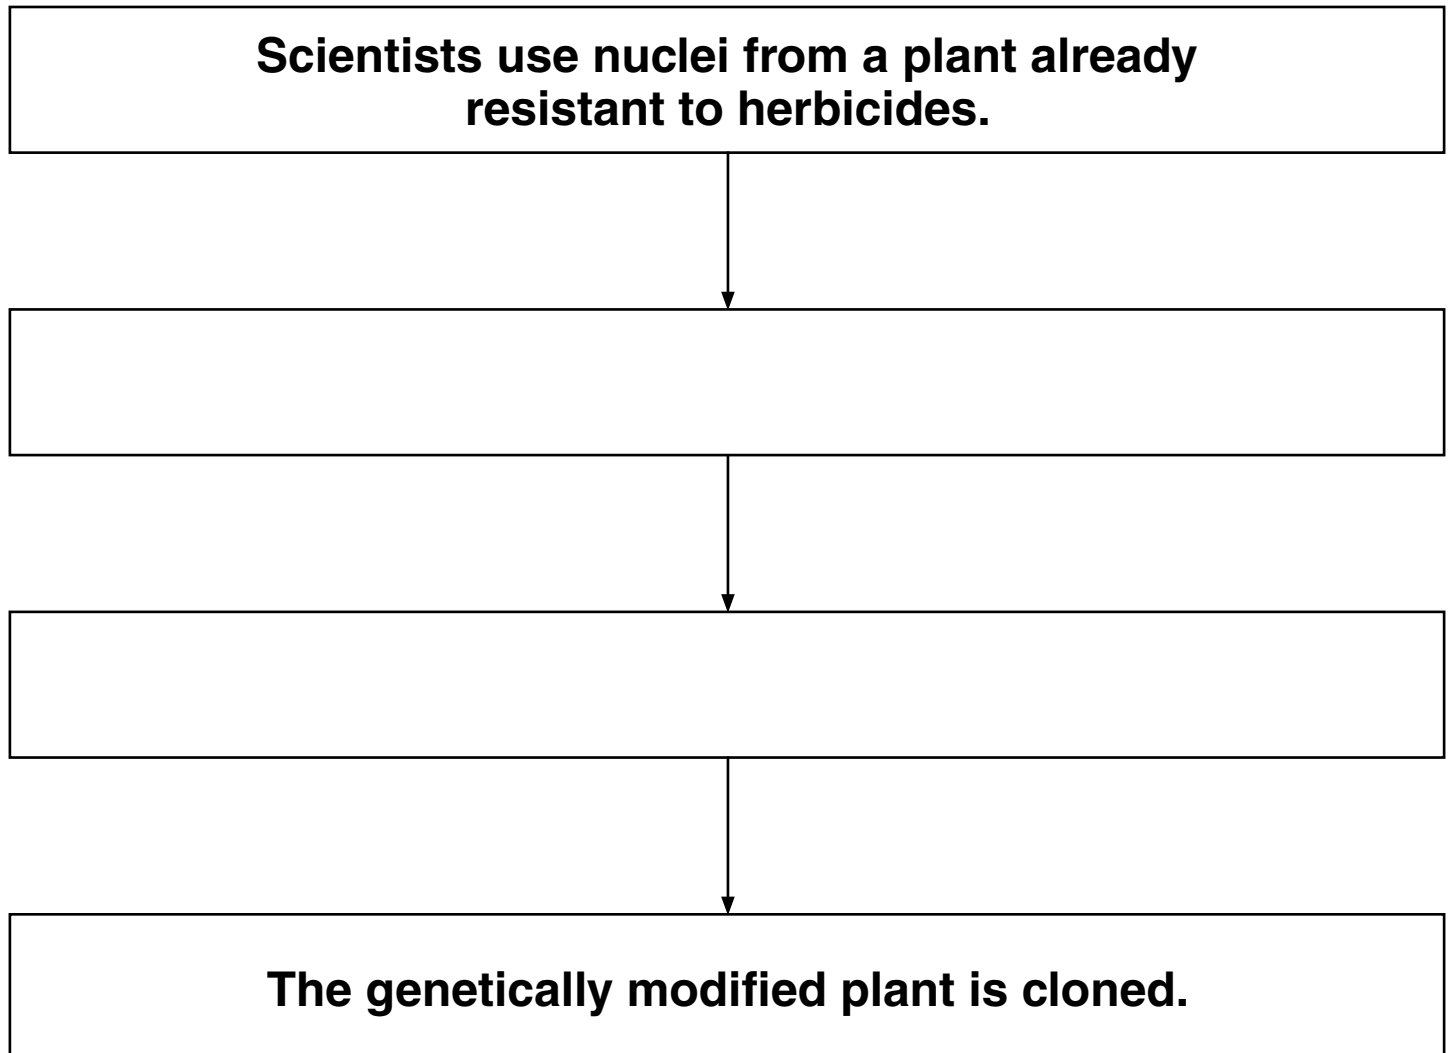 Scientists use nuclei from a plant already
resistant to herbicides.
The genetically modified plant is cloned.